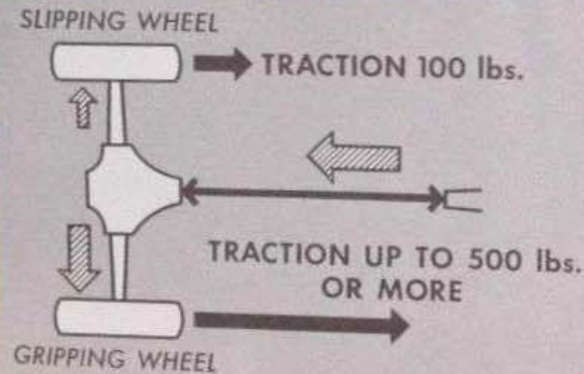 SLIPPING WHEEL
TRACTION 100 lbs.
TRACTION UP TO 500 lbs.
OR MORE
GRIPPING WHEEL